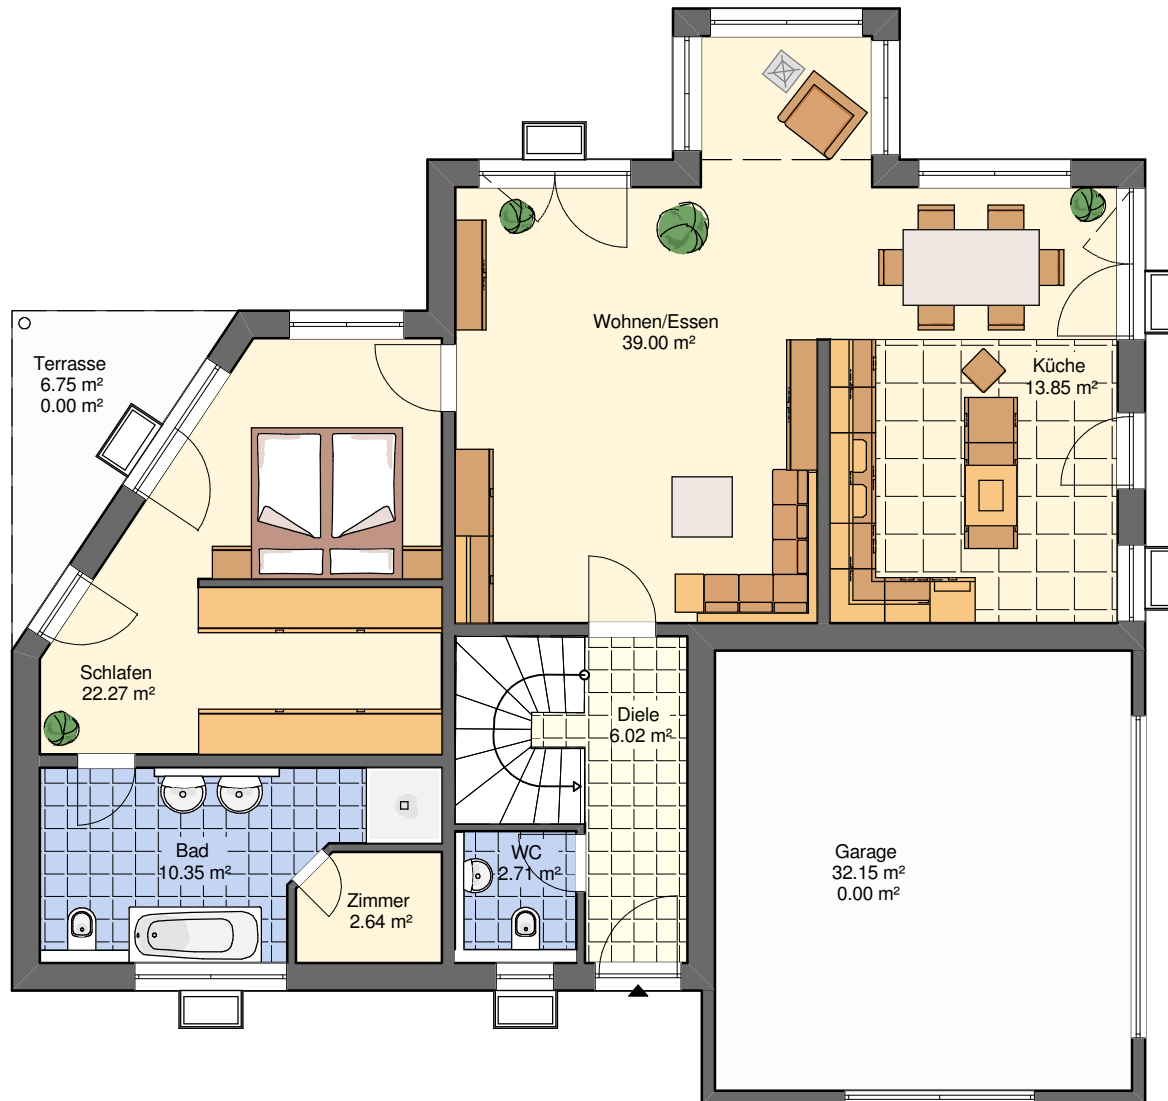 Wohnen/Essen
39.00 m²
Terrasse
6.75 m²
0.00 m²
Küche
13.85 m²
Schlafen
22.27 m²
Diele
6.02 m²
Bad
10.35 m²
WC
2.71 m²
Garage
32.15 m²
0.00 m²
Zimmer
2.64 m²